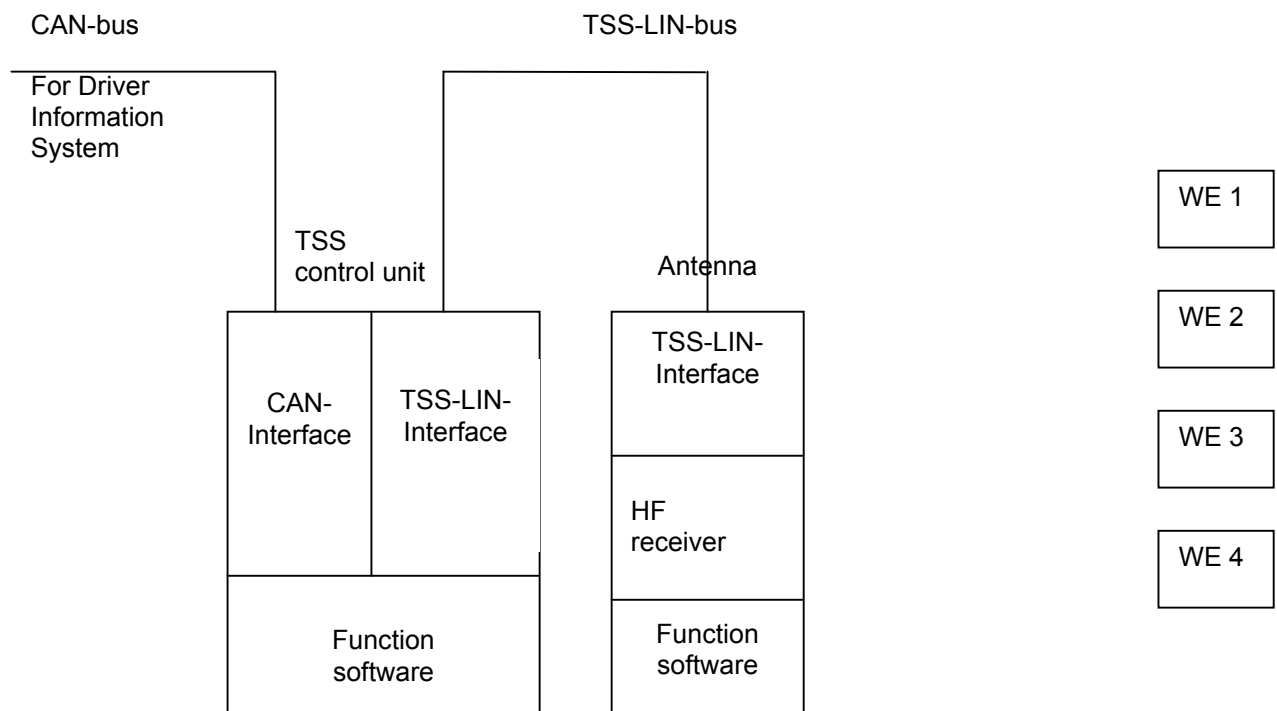 CAN-bus
TSS-LIN-bus
For Driver
Information
System
TSS
control unit
Antenna
CAN-
Interface
TSS-LIN-
Interface
TSS-LIN-
Interface
HF
receiver
Function
software
Function
software
WE 1
WE 2
WE 3
WE 4